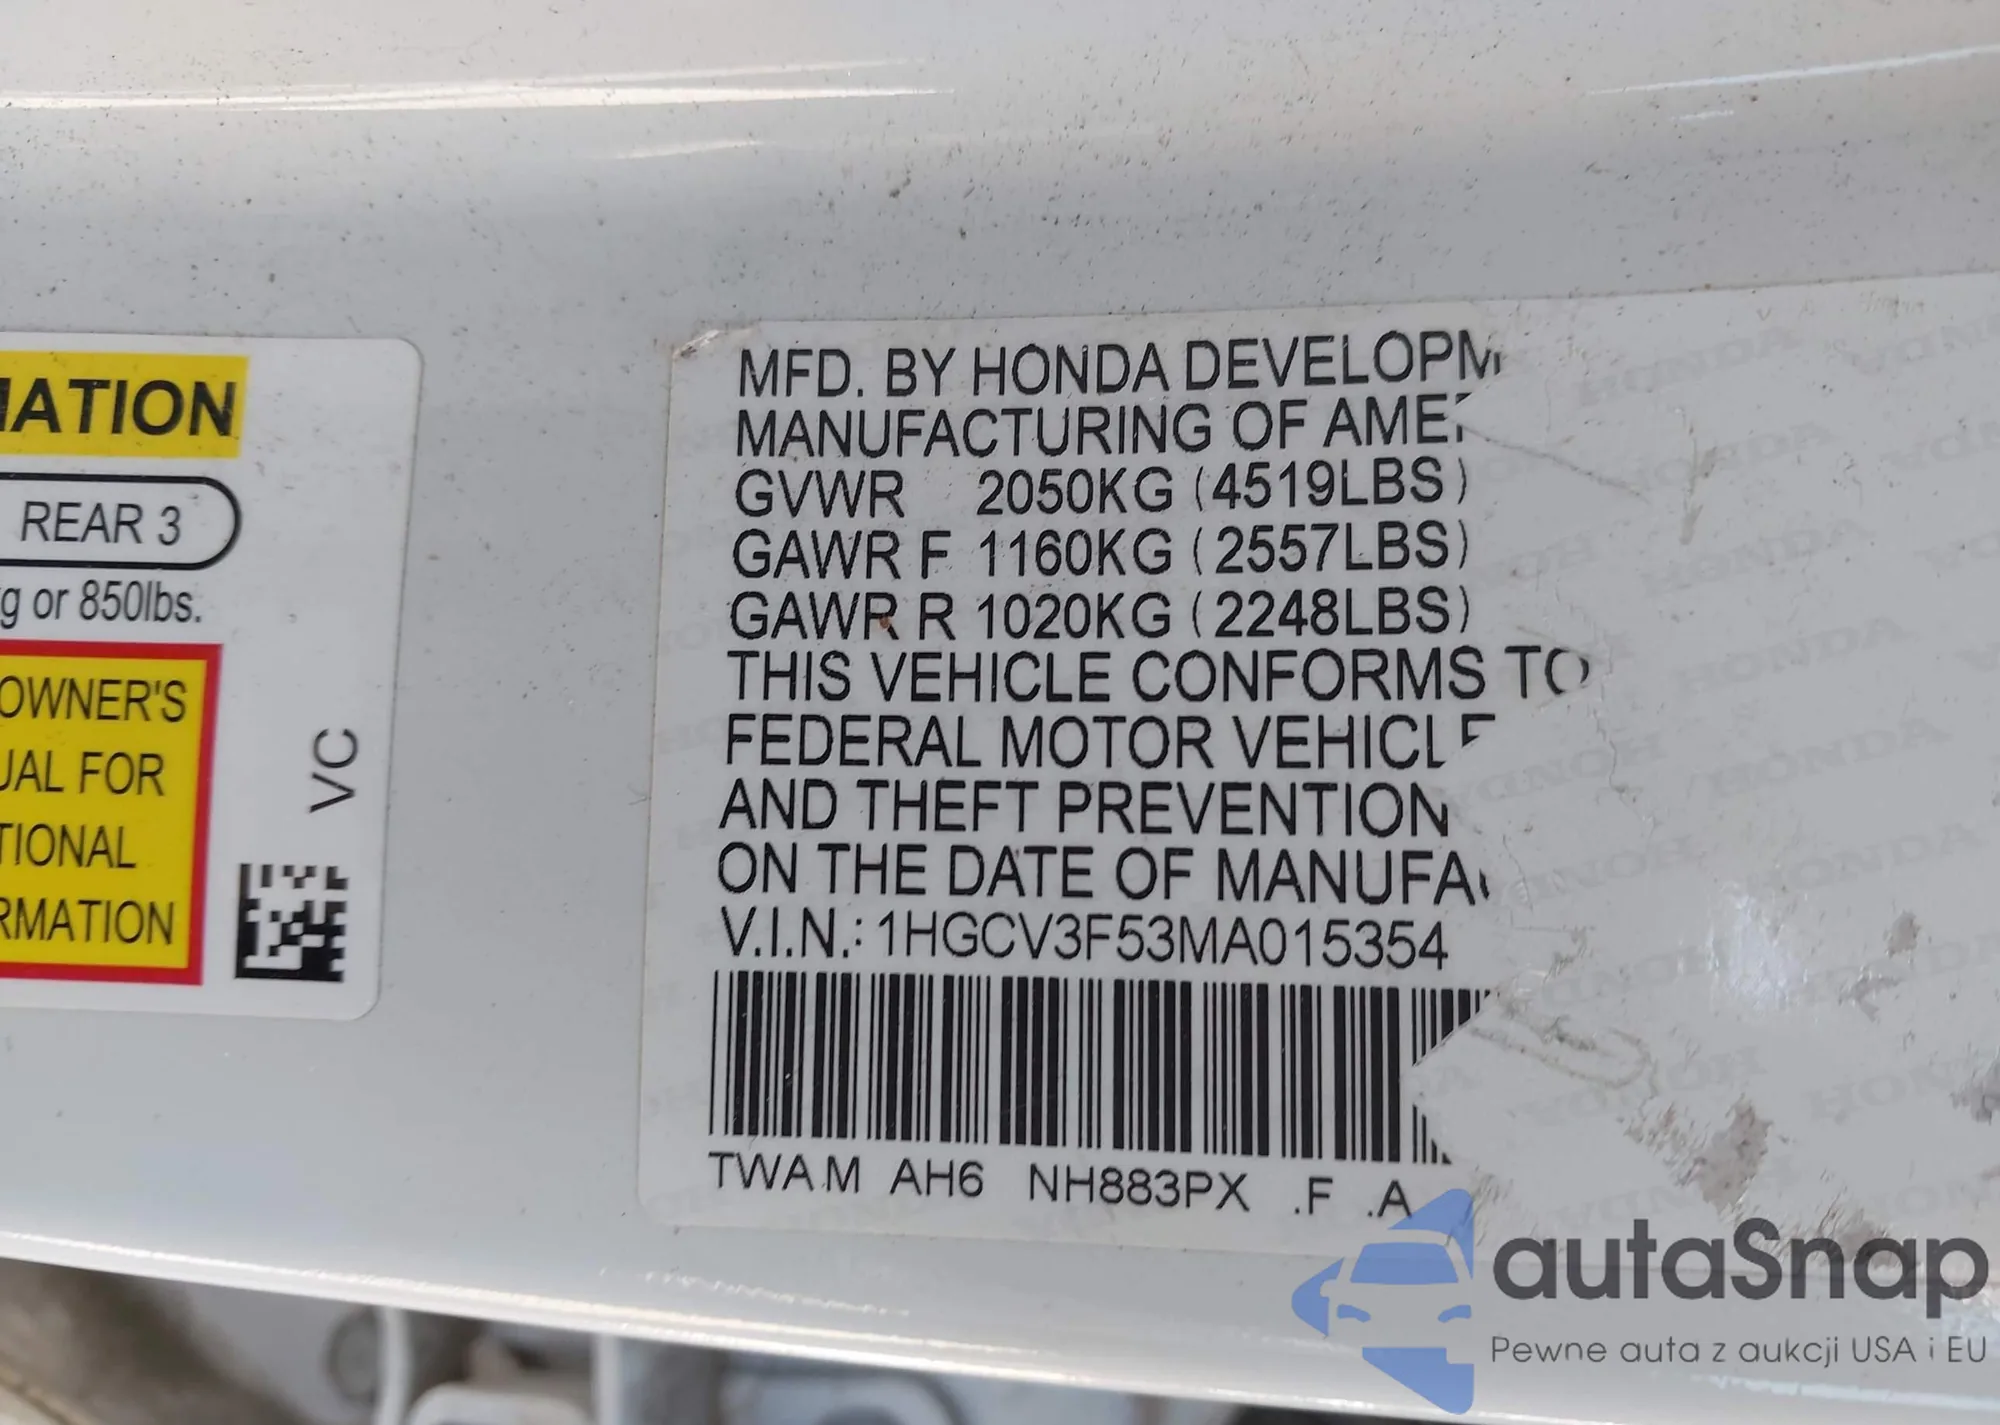 MATION
REAR 3
g or 850lbs.
OWNER'S
UAL FOR
TIONAL
RMATION
VC
MFD. BY HONDA DEVELOPM
MANUFACTURING OF AMER
GVWR 2050KG (4519LBS)
GAWR F 1160KG (2557LBS)
GAWR R 1020KG (2248LBS)
THIS VEHICLE CONFORMS TO
FEDERAL MOTOR VEHICLE
AND THEFT PREVENTION
ON THE DATE OF MANUFA
V.I.N.: 1HGCV3F53MA015354
TWAM AH6 NH883PX .F .A
autaSnap
Pewne auta z aukcji USA i EU